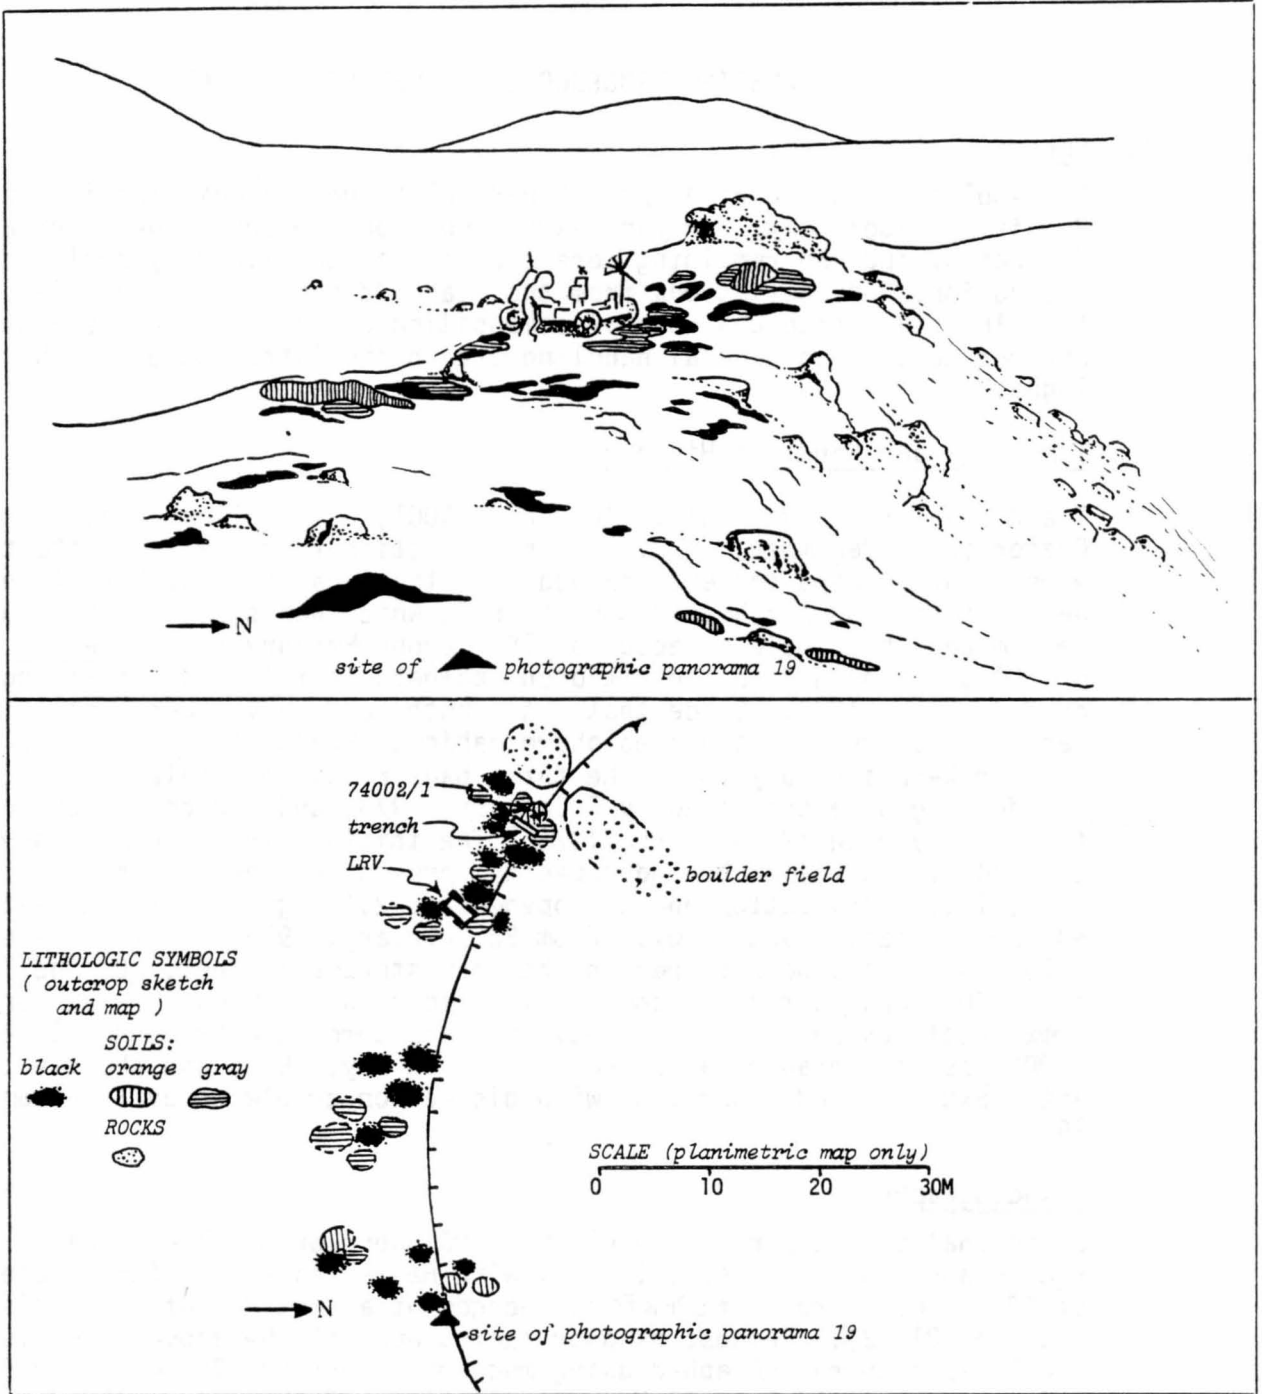 N
site of photographic panorama 19
74002/1
trench
LRV
boulder field
LITHOLOGIC SYMBOLS
( outcrop sketch
and map )
SOILS:
black orange gray
ROCKS
SCALE (planimetric map only)
0 10 20 30M
N
site of photographic panorama 19